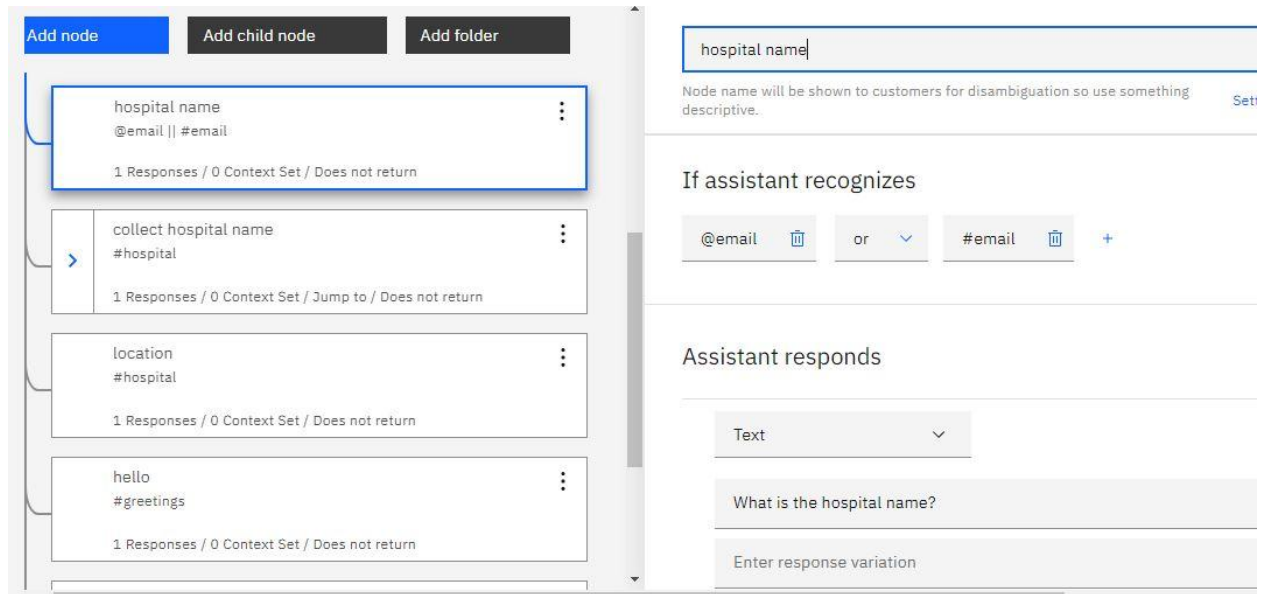 Add node
Add child node
Add folder
hospital name
@email || #email
1 Responses / 0 Context Set / Does not return
collect hospital name
#hospital
1 Responses / 0 Context Set / Jump to / Does not return
location
#hospital
1 Responses / 0 Context Set / Does not return
hello
#greetings
1 Responses / 0 Context Set / Does not return
hospital name
Node name will be shown to customers for disambiguation so use something
descriptive.
Sett
If assistant recognizes
@email
or
#email
+
Assistant responds
Text
What is the hospital name?
Enter response variation